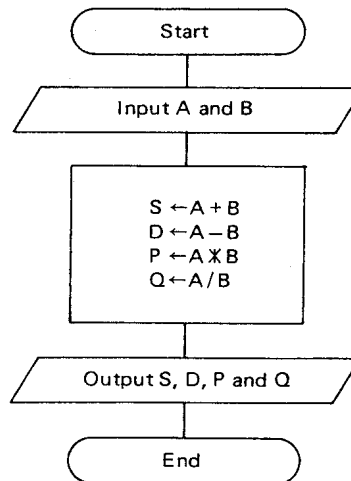 Start
Input A and B
S ← A + B
D ← A – B
P ← A * B
Q ← A / B
Output S, D, P and Q
End